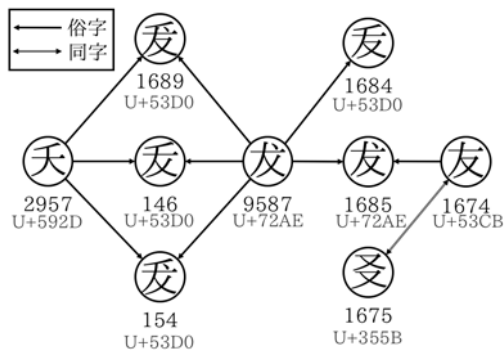 俗字
同字
叐
1689
U+53D0
叐
1684
U+53D0
夭
2957
U+592D
叐
146
U+53D0
犮
9587
U+72AE
犮
1685
U+72AE
友
1674
U+53CB
叐
154
U+53D0
㕛
1675
U+355B